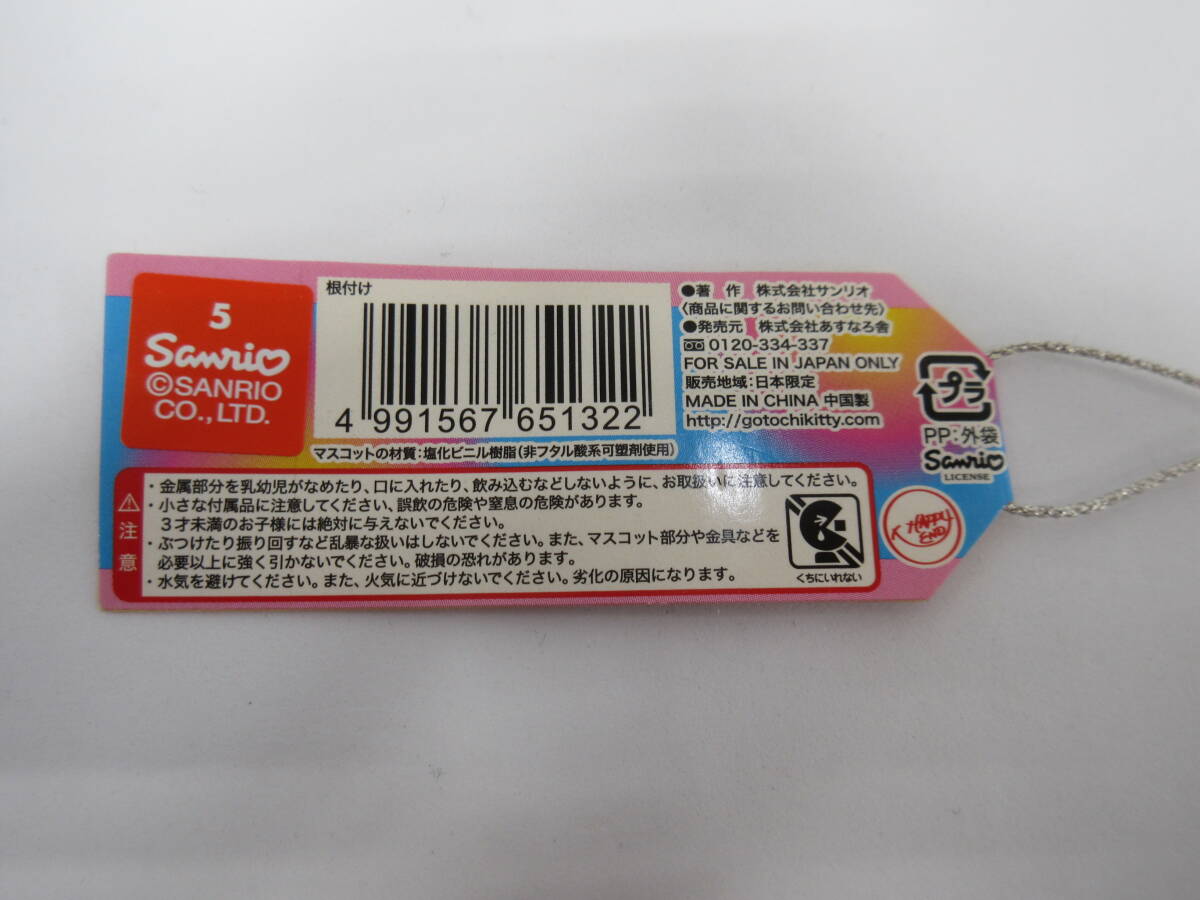 5
Sanrio
©SANRIO
CO., LTD.
根付け
4 991567 651322
マスコットの材質:塩化ビニル樹脂(非フタル酸系可塑剤使用)
●著 作 株式会社サンリオ
〈商品に関するお問い合わせ先〉
●発売元 株式会社あすなろ舎
0120-334-337
FOR SALE IN JAPAN ONLY
販売地域:日本限定
MADE IN CHINA 中国製
http://gotochikitty.com
プラ
PP:外袋
Sanrio
LICENSE
HAPPY
END
注意
・金属部分を乳幼児がなめたり、口に入れたり、飲み込むなどしないように、お取扱いに注意してください。
・小さな付属品に注意してください、誤飲の危険や窒息の危険があります。
3才未満のお子様には絶対に与えないでください。
・ぶつけたり振り回すなど乱暴な扱いはしないでください。また、マスコット部分や金具などを
必要以上に強く引かないでください。破損の恐れがあります。
・水気を避けてください。また、火気に近づけないでください。劣化の原因になります。
くちにいれない